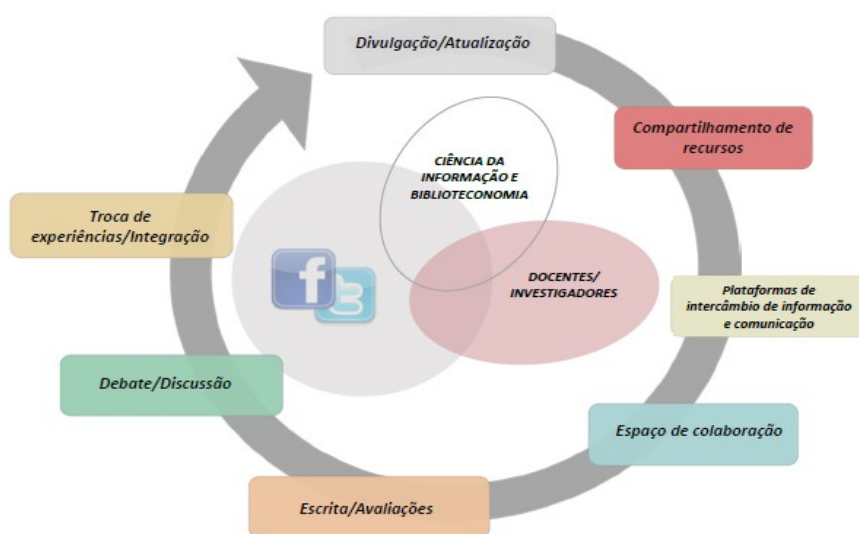 Divulgação/Atualização
Compartilhamento de
recursos
CIÊNCIA DA
INFORMAÇÃO E
BIBLIOTECONOMIA
Troca de
experiências/Integração
f
t
DOCENTES/
INVESTIGADORES
Plataformas de
intercâmbio de informação
e comunicação
Debate/Discussão
Espaço de colaboração
Escrita/Avaliações